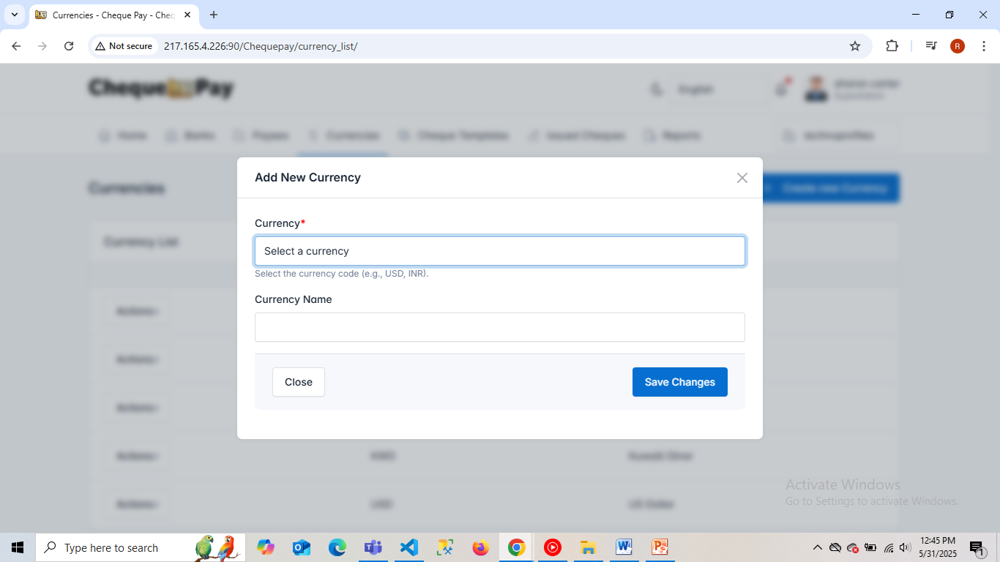 Currencies - Cheque Pay - Cheq
Not secure
217.165.4.226:90/Chequepay/currency_list/
R
ChequePay
English
sharon carter
Home
Banks
Payees
Currencies
Cheque Templates
Issued Cheques
Reports
technoprofiles
Currencies
Create new Currency
Add New Currency
Currency List
Currency*
Select a currency
Select the currency code (e.g., USD, INR).
Actions
Currency Name
Actions
Close
Save Changes
Actions
Actions
KWD
Kuwaiti Dinar
Actions
USD
US Dollar
Activate Windows
Go to Settings to activate Windows.
Type here to search
12:45 PM
5/31/2025
1